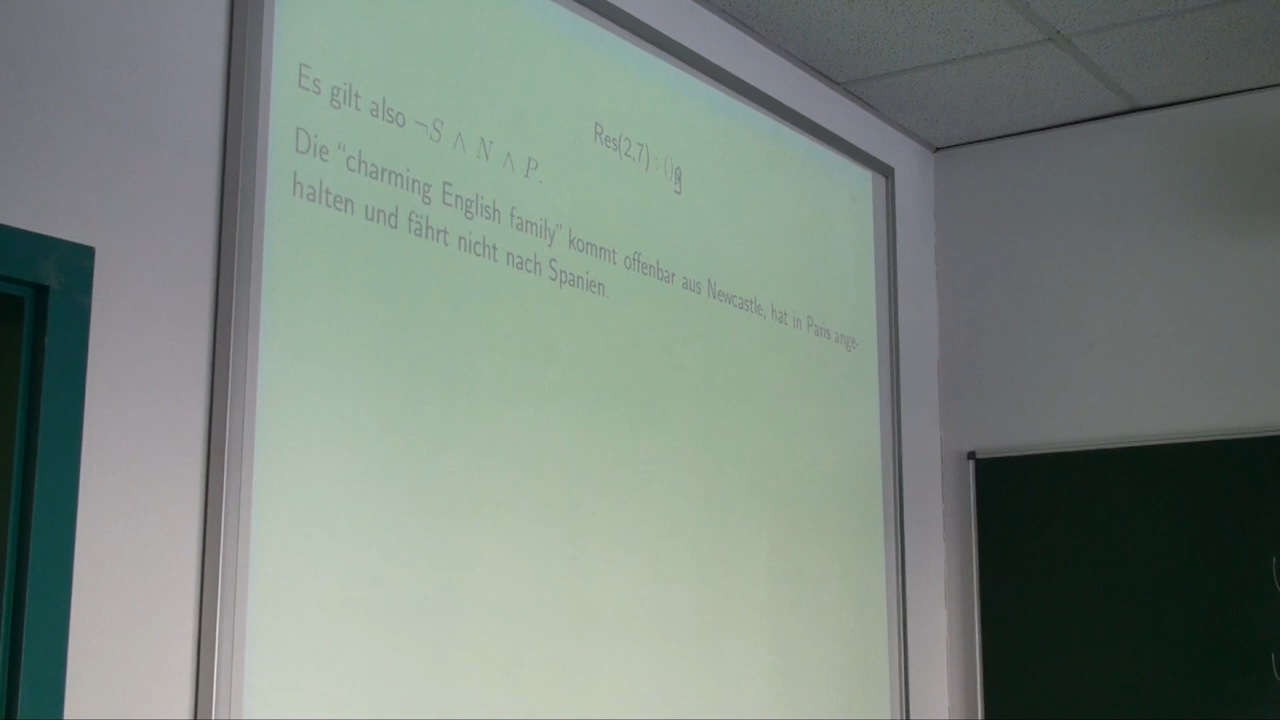 Res(2,7) : ()9
Es gilt also ¬S ∧ N ∧ P.
Die “charming English family” kommt offenbar aus Newcastle, hat in Paris ange-
halten und fährt nicht nach Spanien.